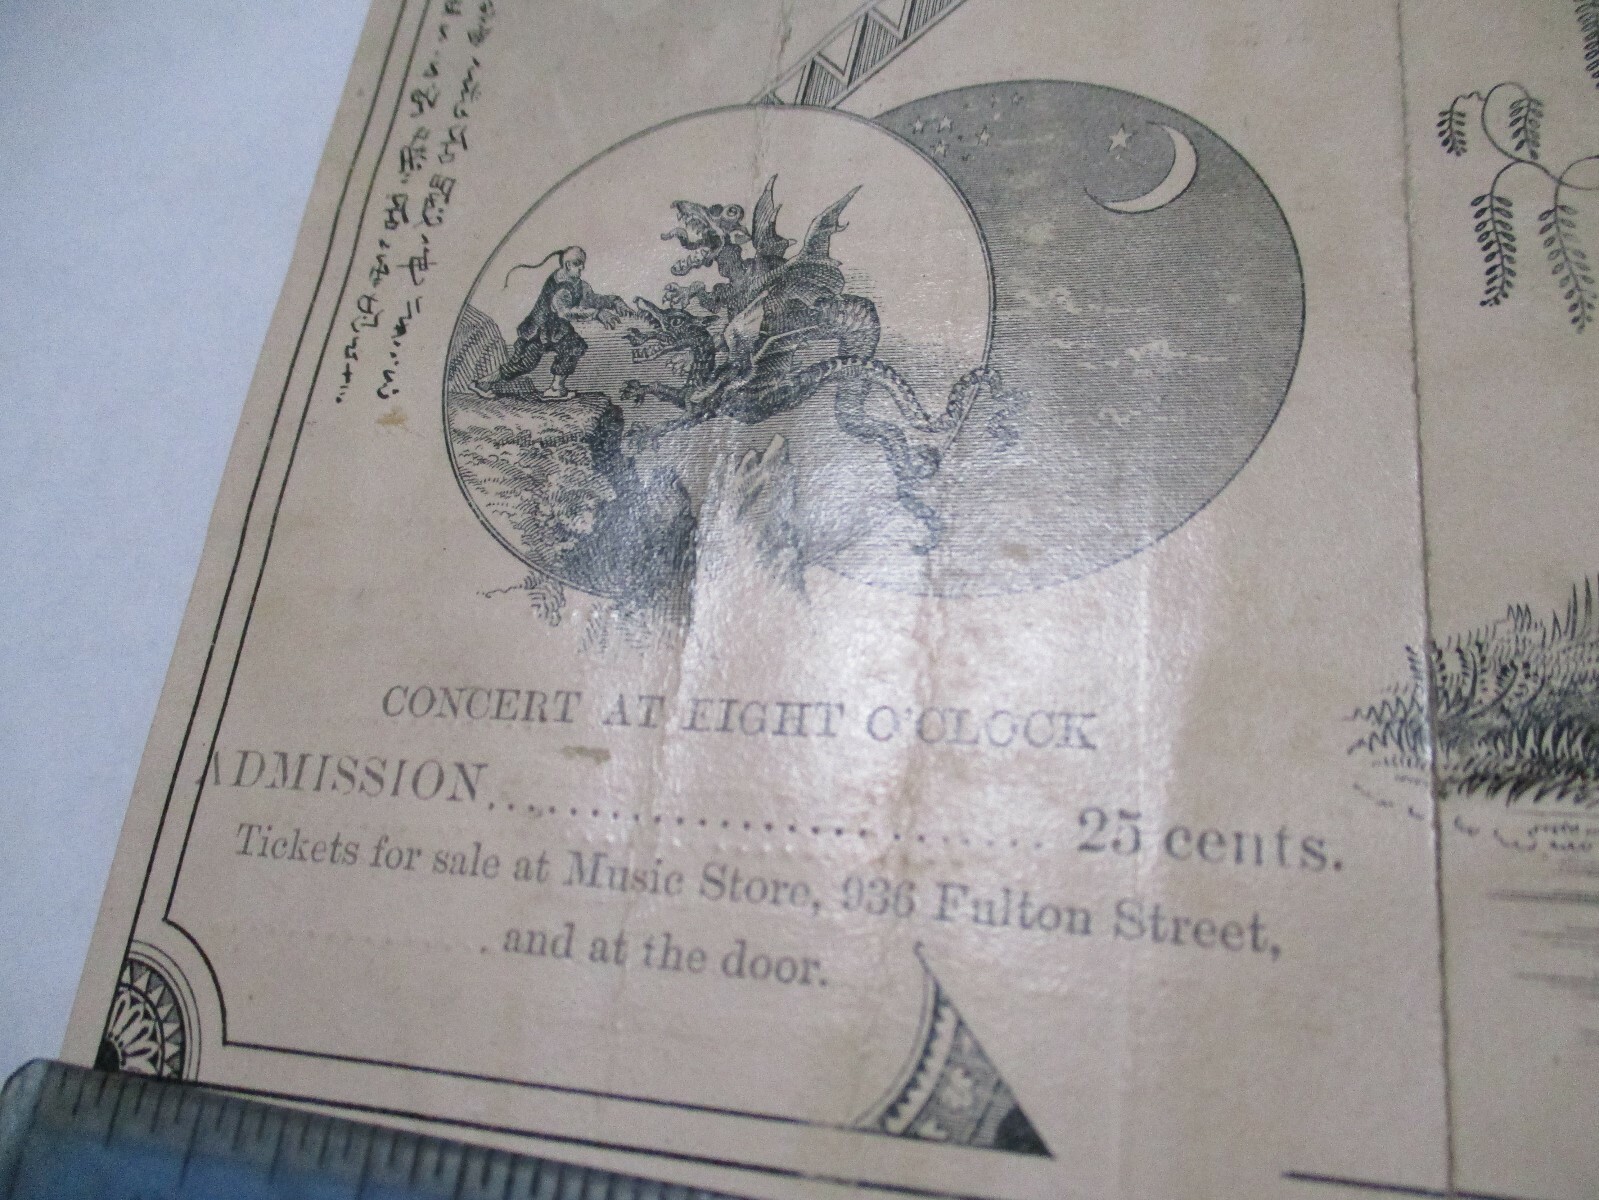 CONCERT AT EIGHT O'CLOCK
ADMISSION.............................. 25 cents.
Tickets for sale at Music Store, 936 Fulton Street,
and at the door.